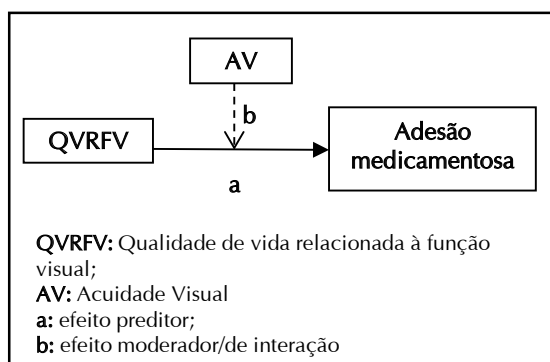 AV
b
QVRFV
Adesão
medicamentosa
a
QVRFV: Qualidade de vida relacionada à função
visual;
AV: Acuidade Visual
a: efeito preditor;
b: efeito moderador/de interação